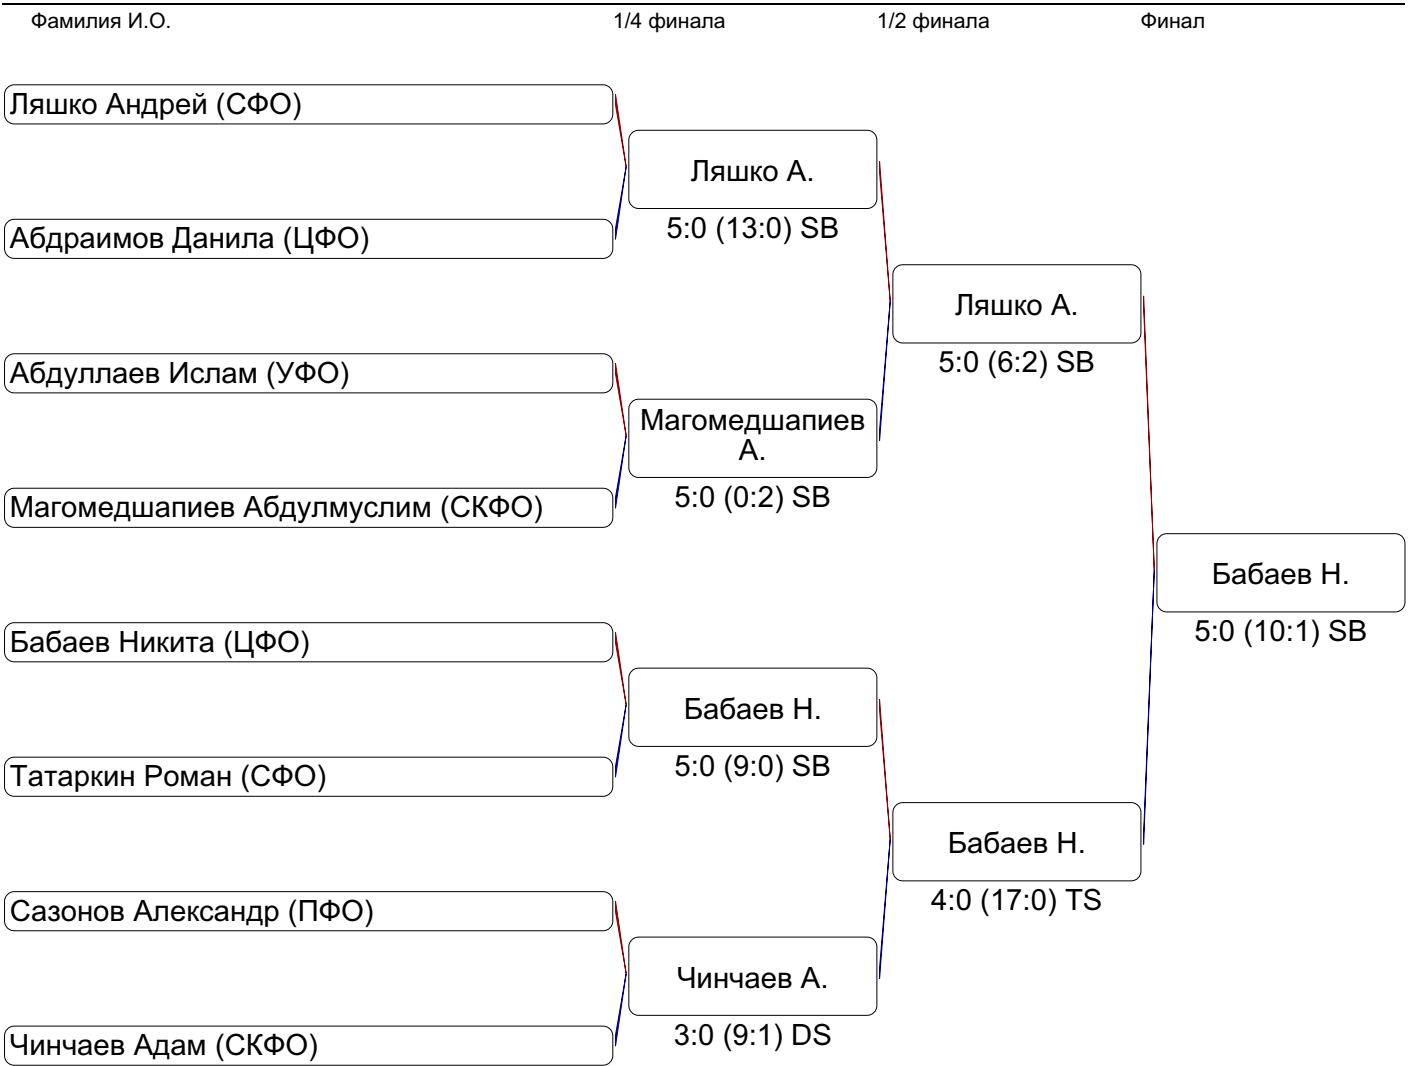 Фамилия И.О. 1/4 финала 1/2 финала Финал
Ляшко Андрей (СФО)
Ляшко А.
5:0 (13:0) SB
Абдраимов Данила (ЦФО)
Ляшко А.
5:0 (6:2) SB
Абдуллаев Ислам (УФО)
Магомедшапиев
А.
5:0 (0:2) SB
Магомедшапиев Абдулмуслим (СКФО)
Бабаев Н.
5:0 (10:1) SB
Бабаев Никита (ЦФО)
Бабаев Н.
5:0 (9:0) SB
Татаркин Роман (СФО)
Бабаев Н.
4:0 (17:0) TS
Сазонов Александр (ПФО)
Чинчаев А.
3:0 (9:1) DS
Чинчаев Адам (СКФО)